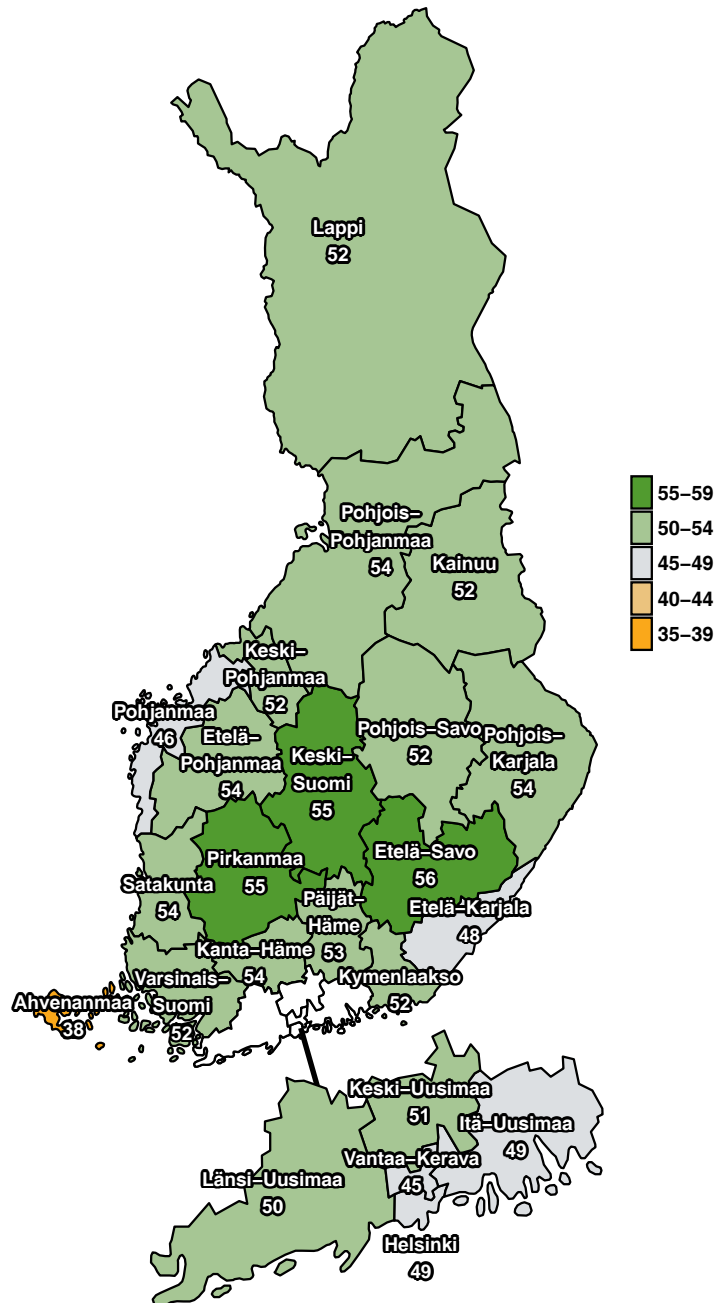 Lappi
52
Pohjois–
Pohjanmaa
54
Kainuu
52
55–59
50–54
45–49
40–44
35–39
Keski–
Pohjanmaa
52
Pohjanmaa
46
Etelä–
Pohjanmaa
54
Keski–
Suomi
55
Pohjois–Savo
52
Pohjois–
Karjala
54
Pirkanmaa
55
Etelä–Savo
56
Satakunta
54
Päijät–
Häme
53
Etelä–Karjala
48
Kanta–Häme
54
Kymenlaakso
52
Varsinais–
Suomi
52
Ahvenanmaa
38
Keski–Uusimaa
51
Itä–Uusimaa
49
Vantaa–Kerava
45
Länsi–Uusimaa
50
Helsinki
49